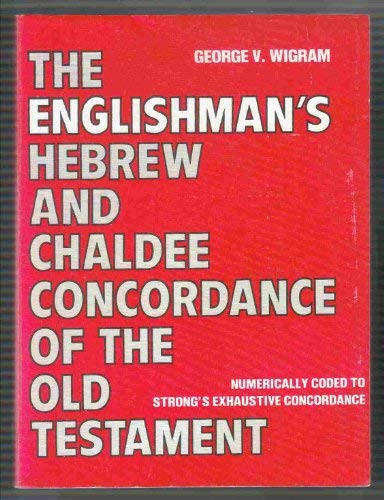 GEORGE V. WIGRAM
THE
ENGLISHMAN'S
HEBREW
AND
CHALDEE
CONCORDANCE
OF THE
OLD
TESTAMENT
NUMERICALLY CODED TO
STRONG'S EXHAUSTIVE CONCORDANCE